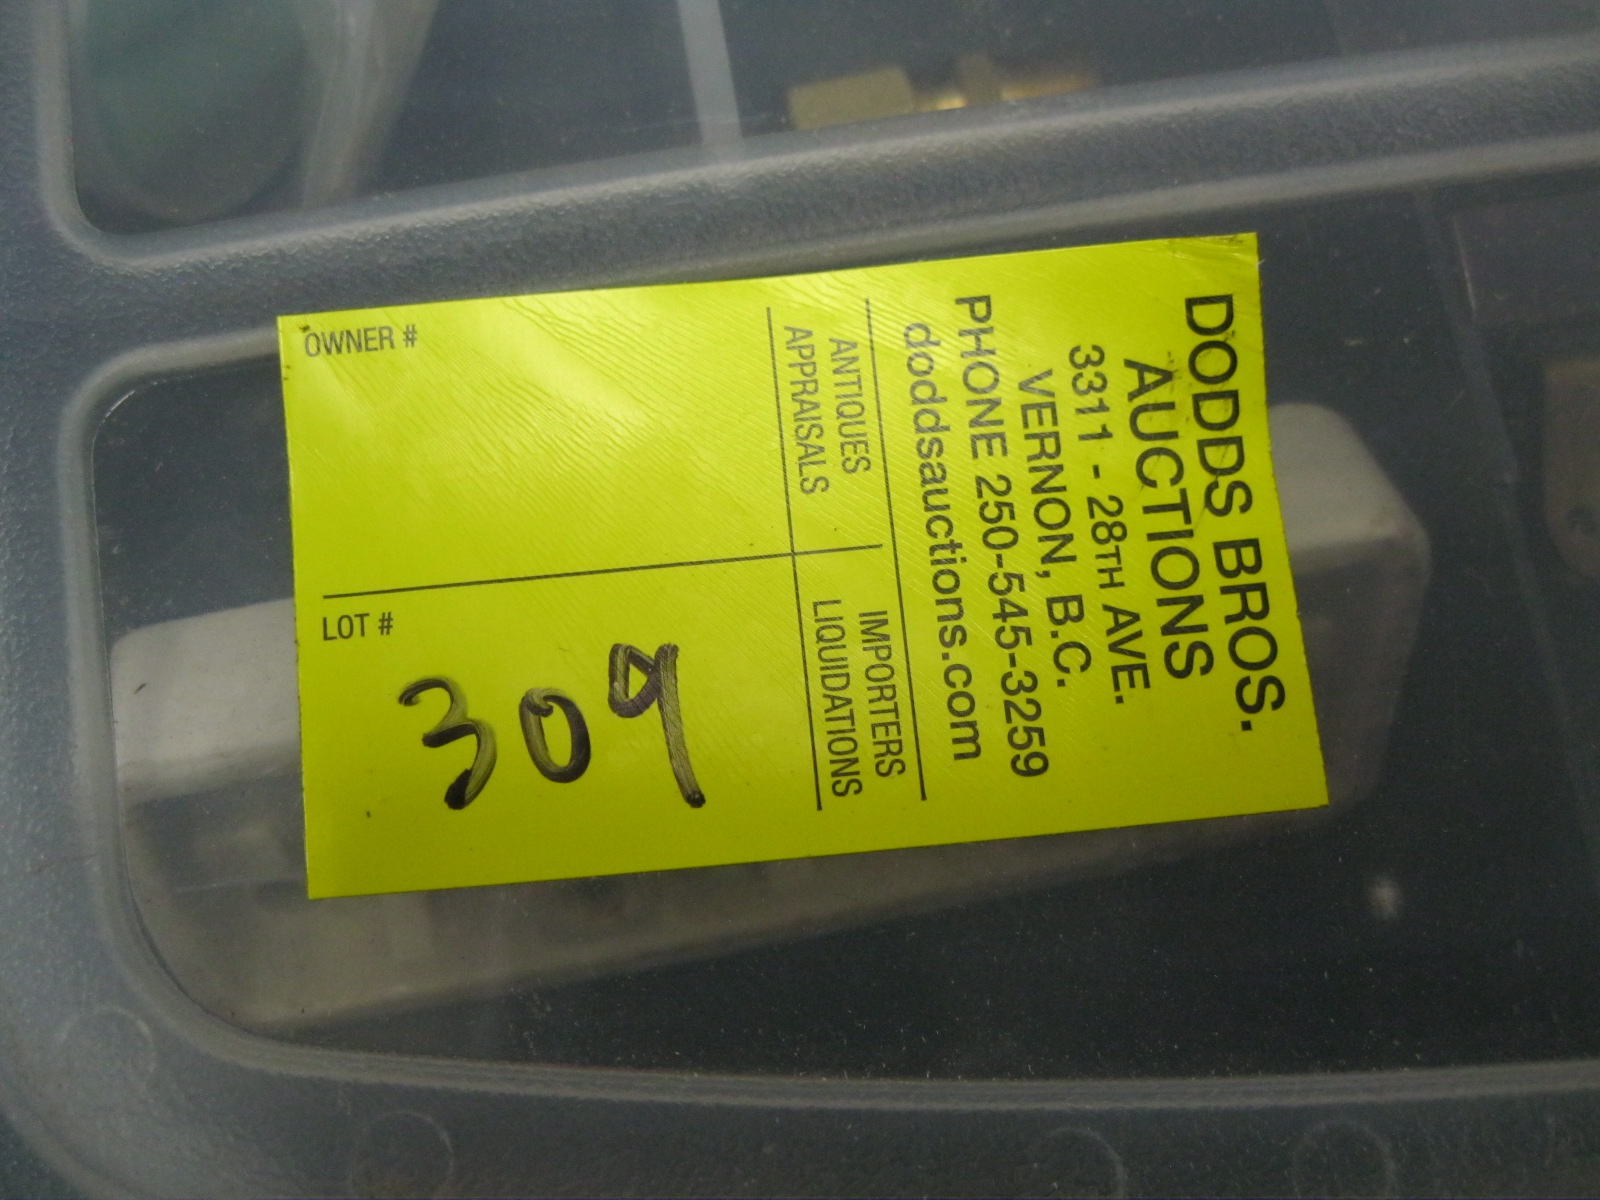 DODDS BROS.
AUCTIONS
3311 - 28TH AVE.
VERNON, B.C.
PHONE 250-545-3259
doddsauctions.com
ANTIQUES
APPRAISALS
IMPORTERS
LIQUIDATIONS
OWNER #
LOT #
309